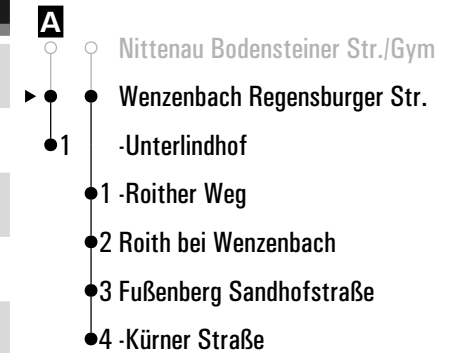 A
Nittenau Bodensteiner Str./Gym
Wenzenbach Regensburger Str.
1 -Unterlindhof
1 -Roither Weg
2 Roith bei Wenzenbach
3 Fußenberg Sandhofstraße
4 -Kürner Straße